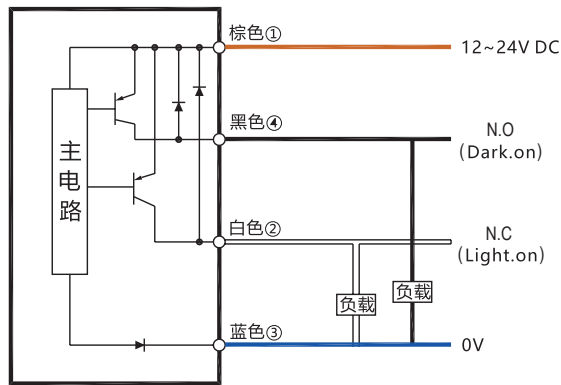 棕色① 12~24V DC
黑色④ N.O
(Dark.on)
主
电
路
白色② N.C
(Light.on)
负载 负载
蓝色③ 0V